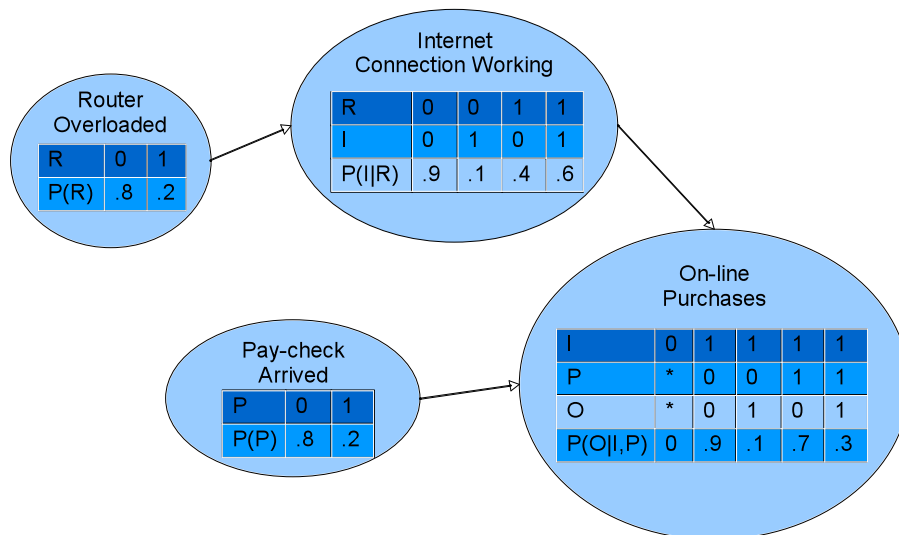 Internet
Connection Working
R 0 0 1 1
I 0 1 0 1
P(I|R) .9 .1 .4 .6
Router
Overloaded
R 0 1
P(R) .8 .2
On-line
Purchases
I 0 1 1 1 1
P * 0 0 1 1
O * 0 1 0 1
P(O|I,P) 0 .9 .1 .7 .3
Pay-check
Arrived
P 0 1
P(P) .8 .2